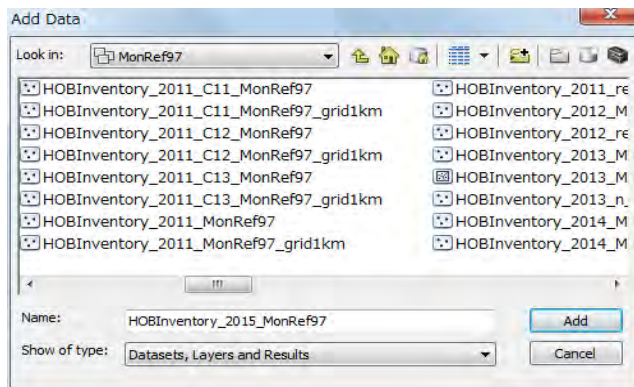 Add Data
Look in: MonRef97
HOBInventory_2011_C11_MonRef97
HOBInventory_2011_C11_MonRef97_grid1km
HOBInventory_2011_C12_MonRef97
HOBInventory_2011_C12_MonRef97_grid1km
HOBInventory_2011_C13_MonRef97
HOBInventory_2011_C13_MonRef97_grid1km
HOBInventory_2011_MonRef97
HOBInventory_2011_MonRef97_grid1km
HOBInventory_2011_re
HOBInventory_2012_M
HOBInventory_2012_re
HOBInventory_2013_M
HOBInventory_2013_M
HOBInventory_2013_n_
HOBInventory_2014_M
HOBInventory_2014_M
Name: HOBInventory_2015_MonRef97 Add
Show of type: Datasets, Layers and Results Cancel